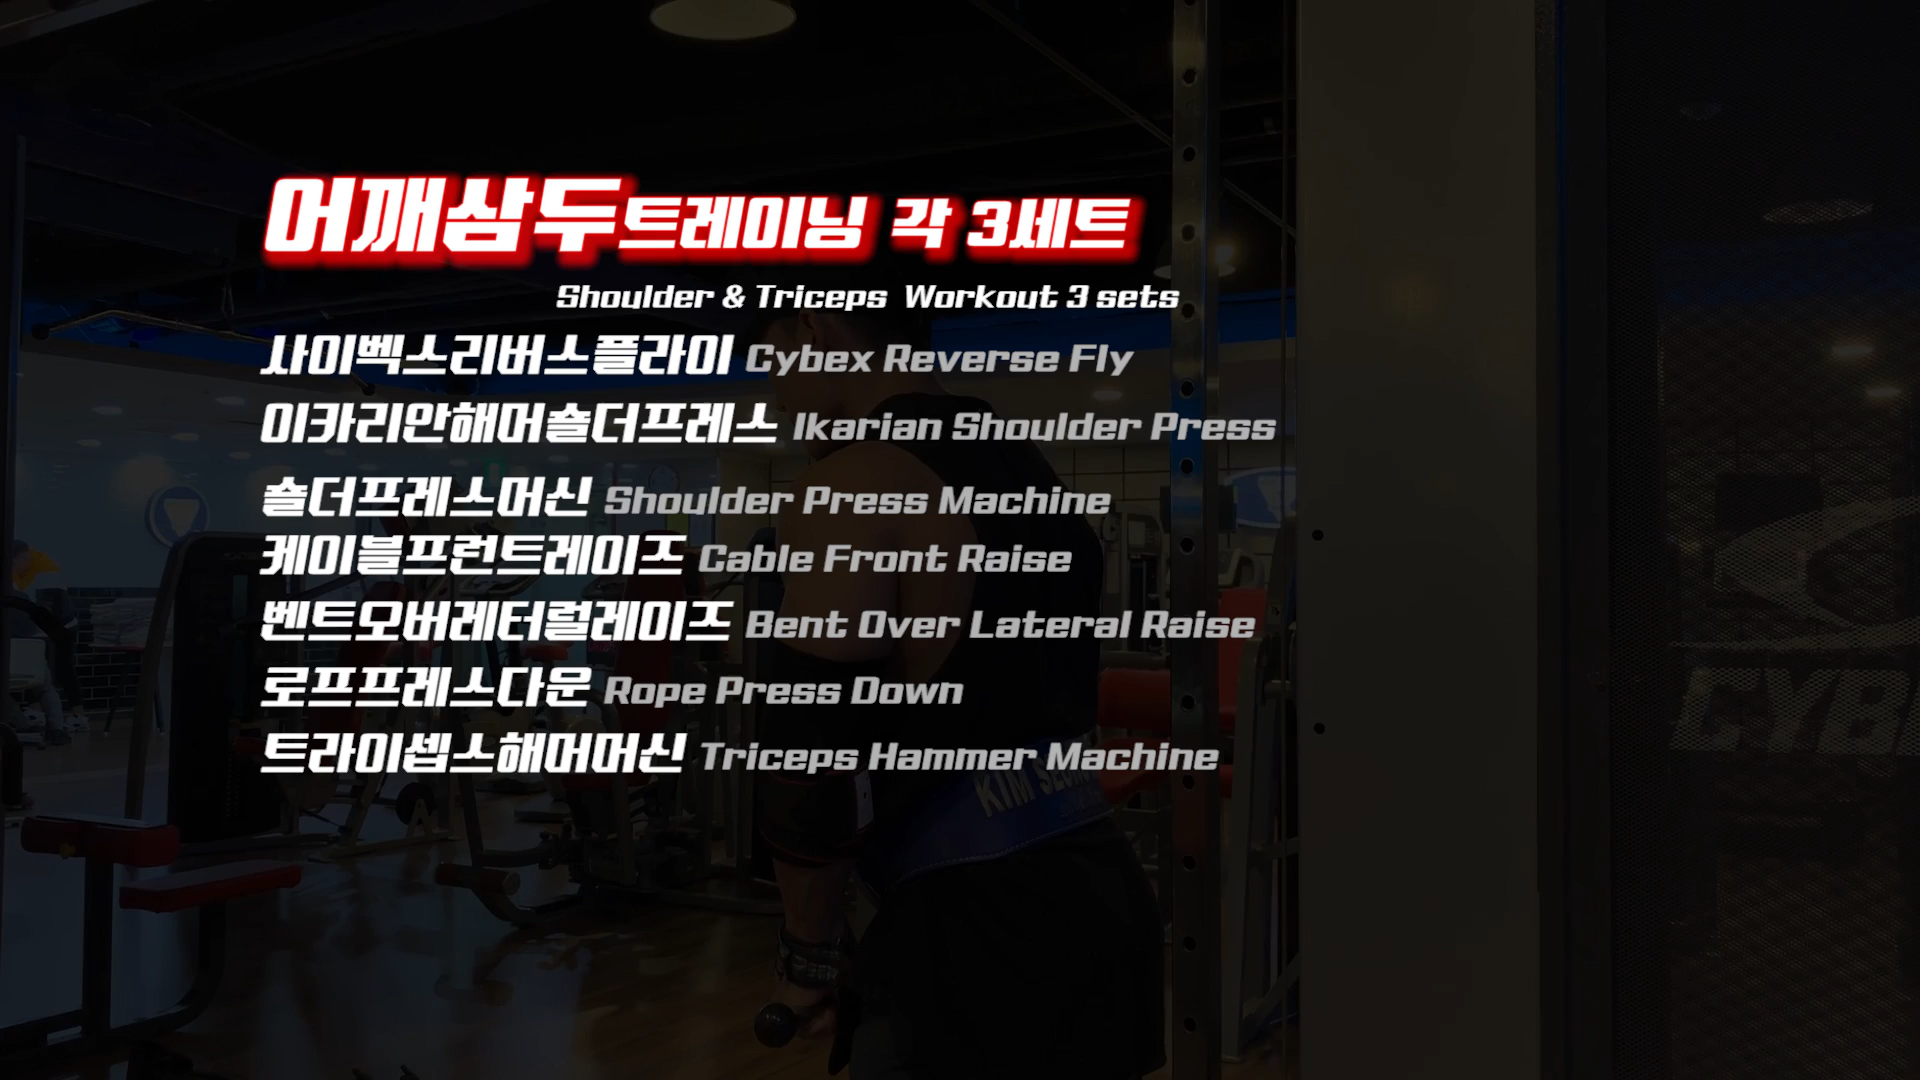 어깨삼두트레이닝 각 3세트
Shoulder & Triceps Workout 3 sets
사이벡스리버스플라이 Cybex Reverse Fly
이카리안해머숄더프레스 Ikarian Shoulder Press
숄더프레스머신 Shoulder Press Machine
케이블프런트레이즈 Cable Front Raise
벤트오버레터럴레이즈 Bent Over Lateral Raise
로프프레스다운 Rope Press Down
트라이셉스해머머신 Triceps Hammer Machine
KIM